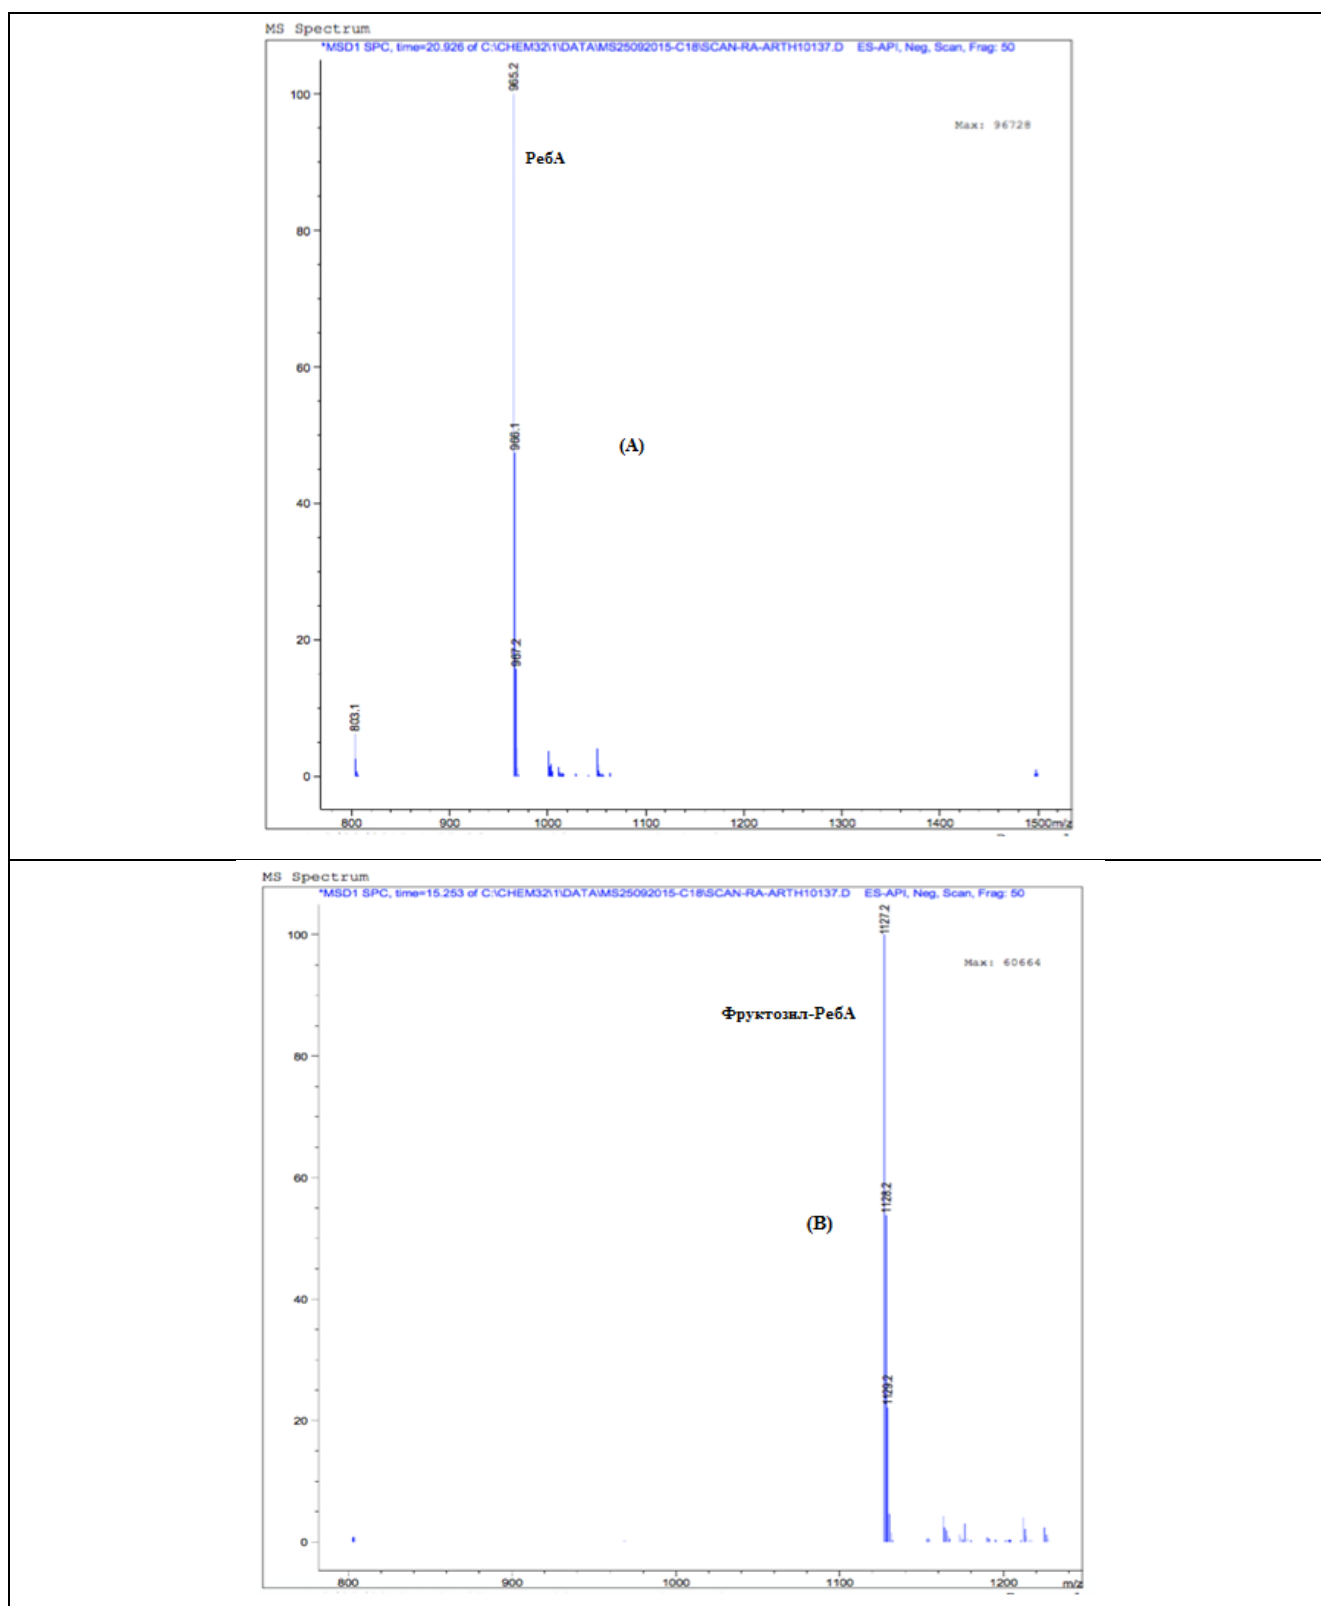 MS Spectrum
*MSD1 SPC, time=20.926 of C:\CHEM32\1\DATA\MS25092015-C18\SCAN-RA-ARTH10137.D ES-API, Neg, Scan, Frag: 50
965.2
100
Max: 96728
РебА
80
60
966.1
(A)
40
20
967.2
803.1
0
800 900 1000 1100 1200 1300 1400 1500 m/z
MS Spectrum
*MSD1 SPC, time=15.253 of C:\CHEM32\1\DATA\MS25092015-C18\SCAN-RA-ARTH10137.D ES-API, Neg, Scan, Frag: 50
1127.2
100
Max: 60664
Фруктозил-РебА
80
60
1128.2
(B)
40
1129.2
20
0
800 900 1000 1100 1200 m/z